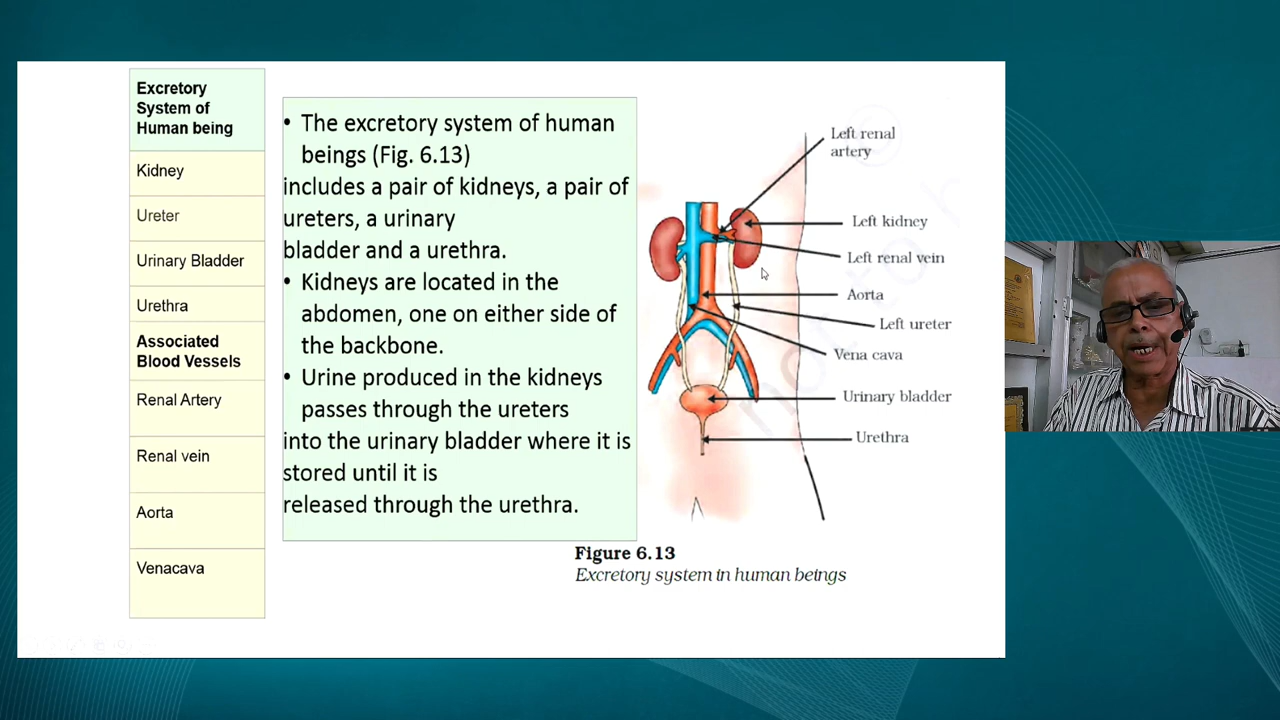 Excretory
System of
Human being
Kidney
Ureter
Urinary Bladder
Urethra
Associated
Blood Vessels
Renal Artery
Renal vein
Aorta
Venacava
• The excretory system of human
beings (Fig. 6.13)
includes a pair of kidneys, a pair of
ureters, a urinary
bladder and a urethra.
• Kidneys are located in the
abdomen, one on either side of
the backbone.
• Urine produced in the kidneys
passes through the ureters
into the urinary bladder where it is
stored until it is
released through the urethra.
Left renal
artery
Left kidney
Left renal vein
Aorta
Left ureter
Vena cava
Urinary bladder
Urethra
Figure 6.13
Excretory system in human beings